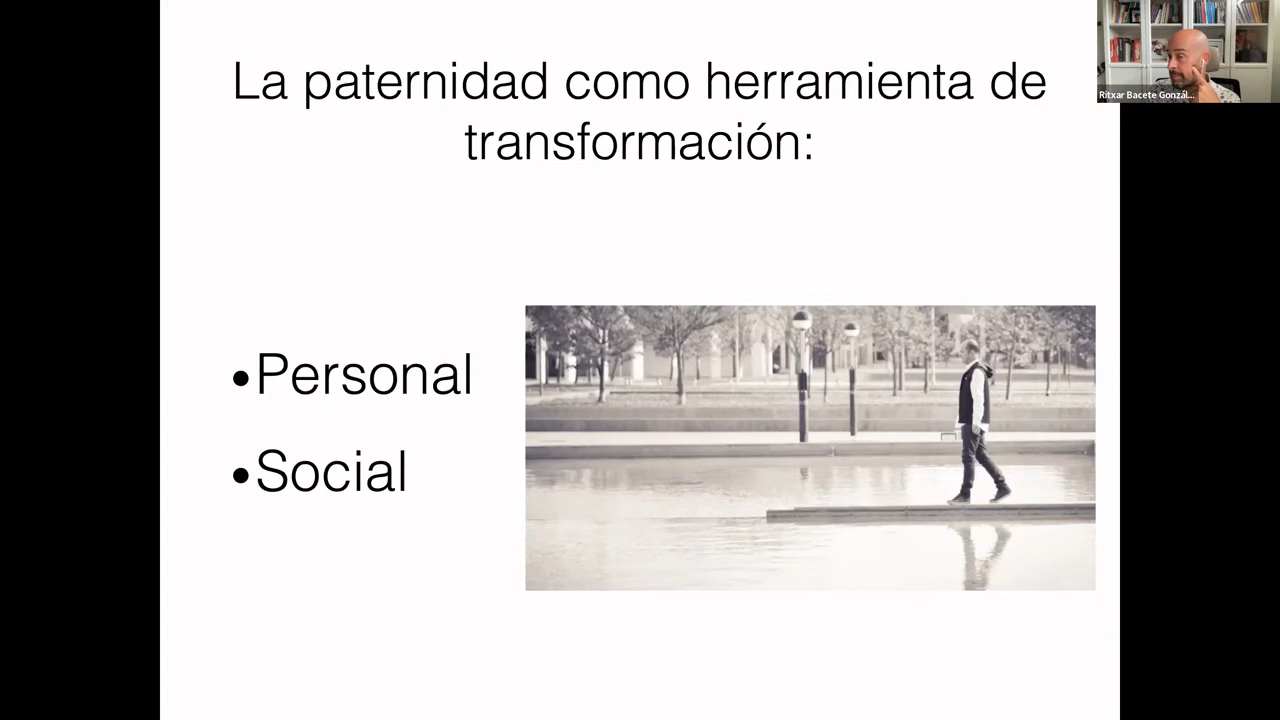 La paternidad como herramienta de
transformación:
•Personal
•Social
Ritxar Bacete Gonzál...